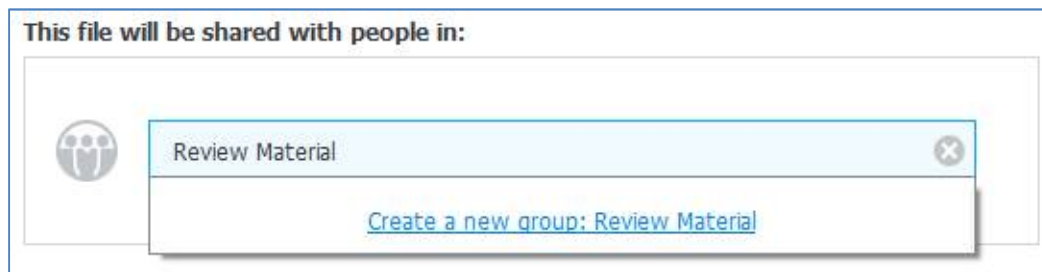 This file will be shared with people in:
Review Material
Create a new group: Review Material